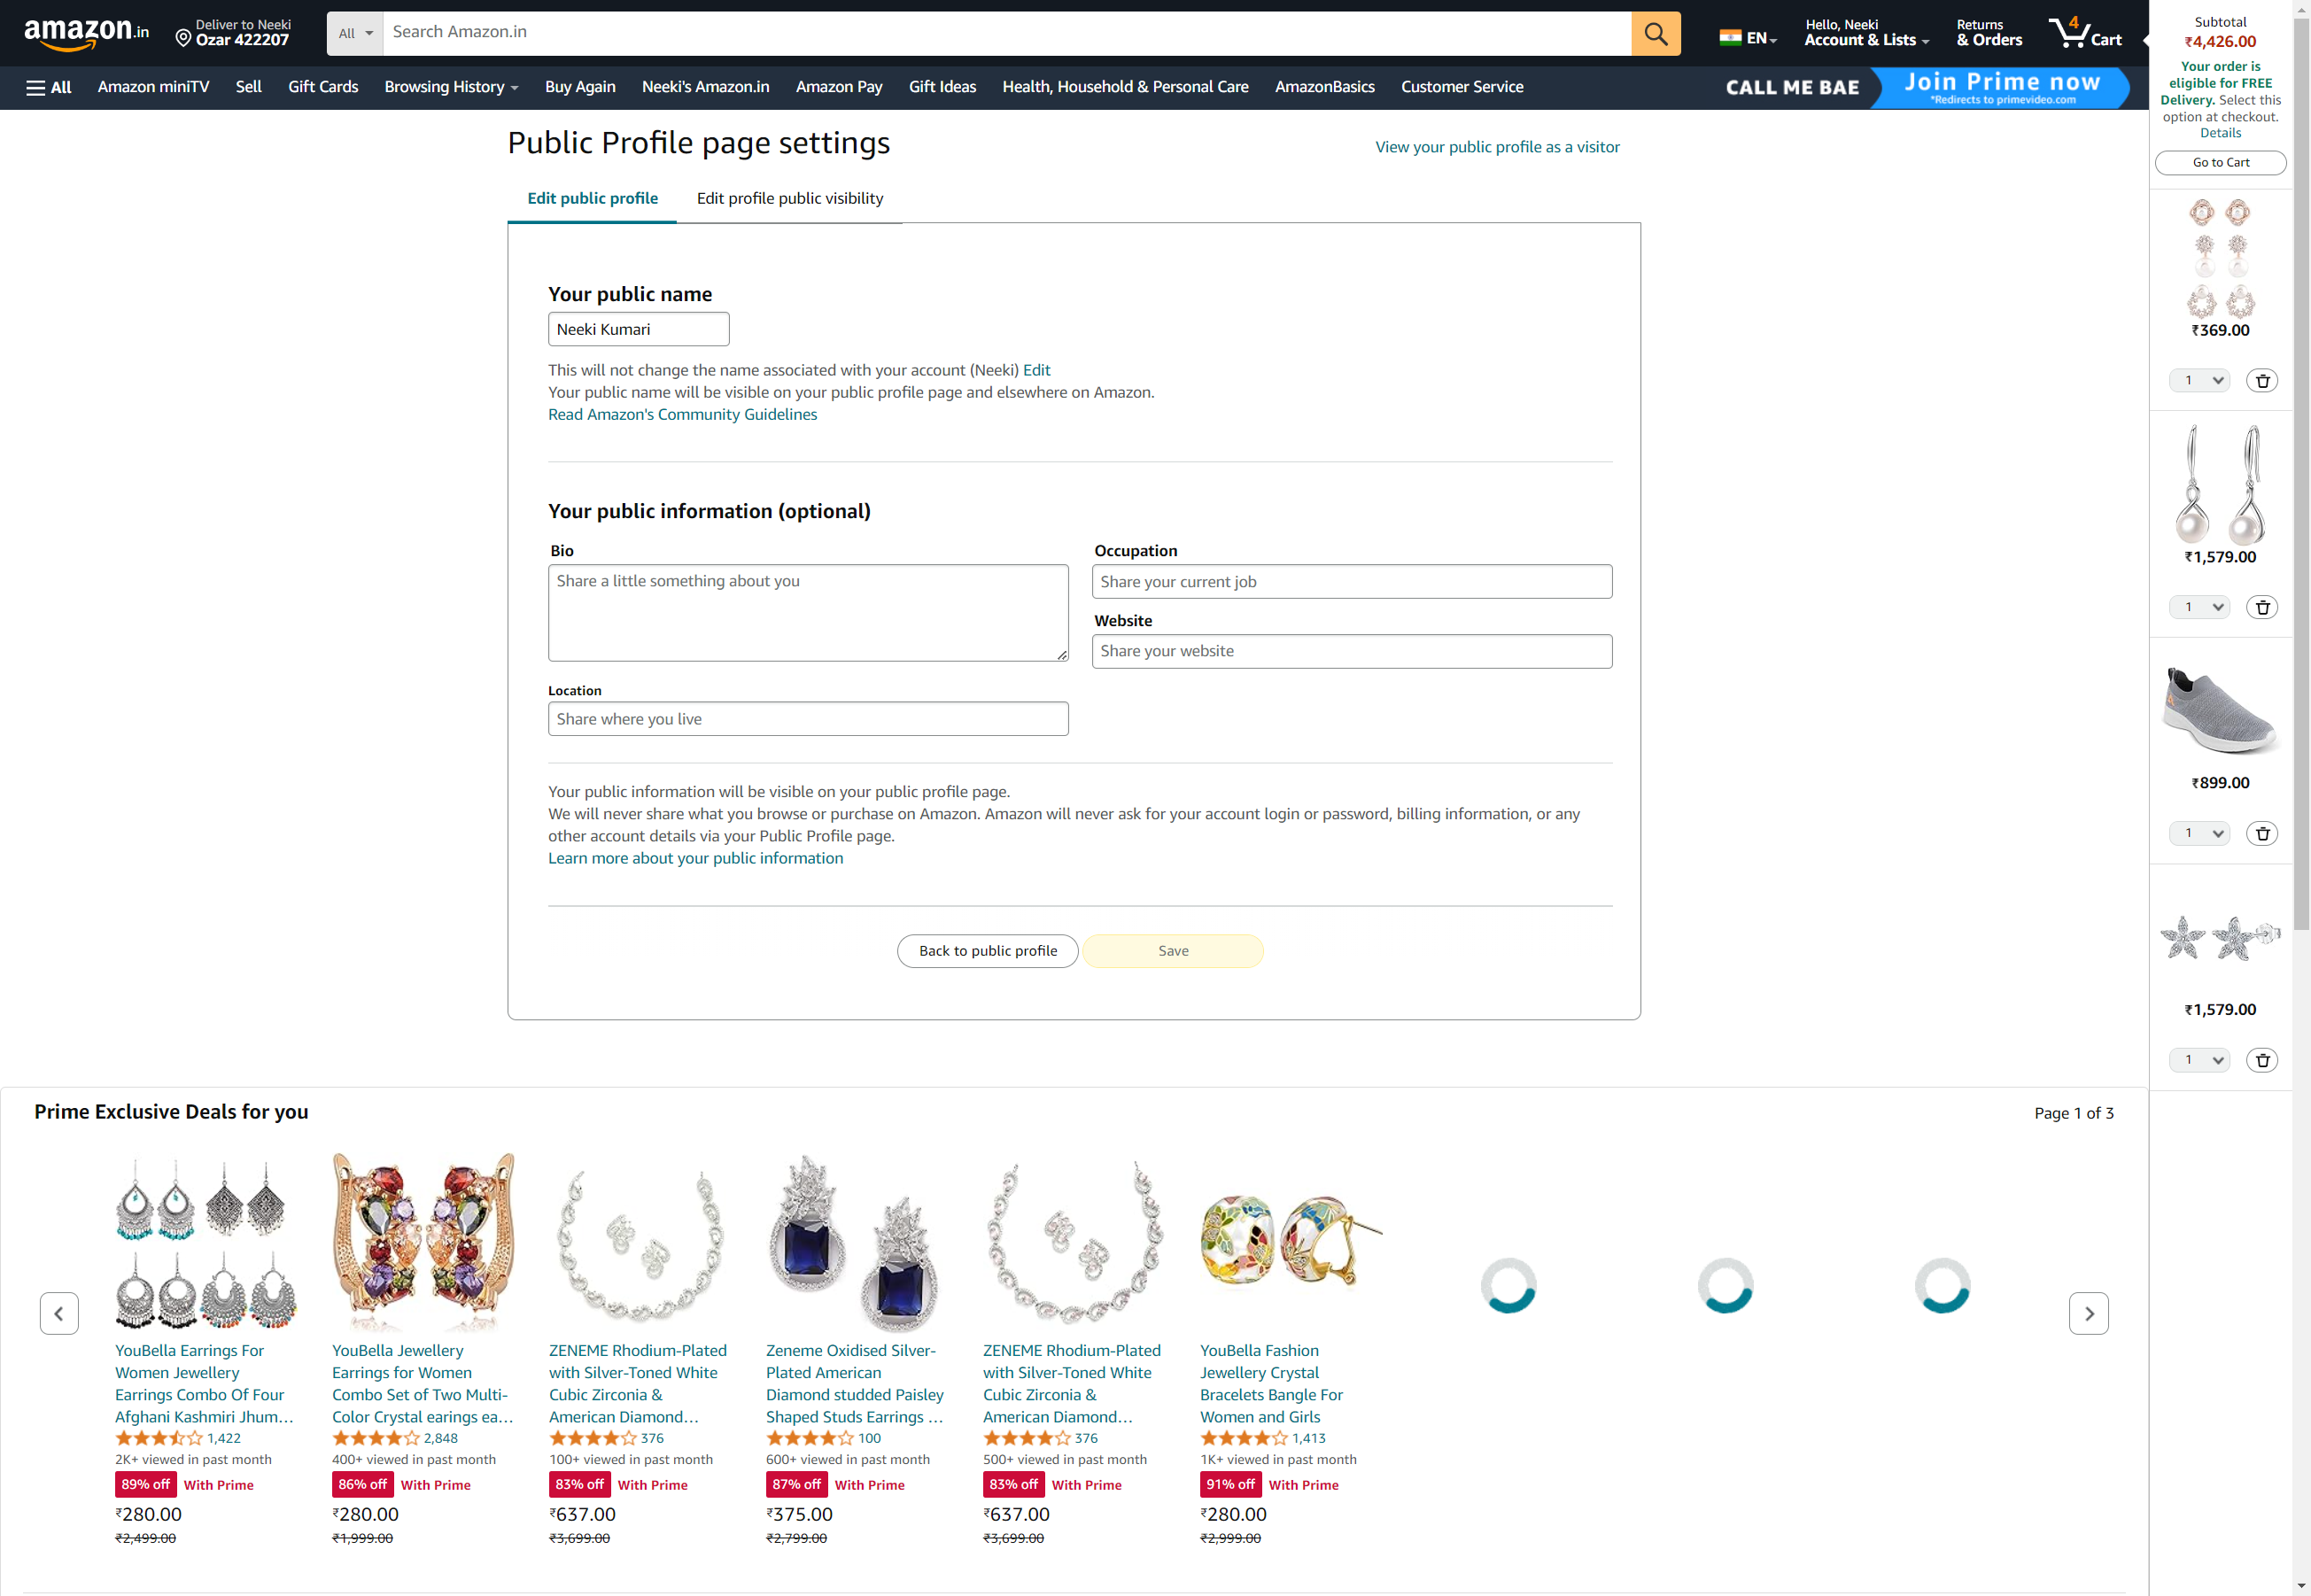 amazon.in
Deliver to Neeki
Ozar 422207
All
Search Amazon.in
EN
Hello, Neeki
Account & Lists
Returns
& Orders
4
Cart
All
Amazon miniTV
Sell
Gift Cards
Browsing History
Buy Again
Neeki's Amazon.in
Amazon Pay
Gift Ideas
Health, Household & Personal Care
AmazonBasics
Customer Service
CALL ME BAE
Join Prime now
*Redirects to primevideo.com
Subtotal
₹4,426.00
Your order is
eligible for FREE
Delivery. Select this
option at checkout.
Details
Go to Cart
₹369.00
1
₹1,579.00
1
₹899.00
1
₹1,579.00
1
Public Profile page settings
View your public profile as a visitor
Edit public profile
Edit profile public visibility
Your public name
Neeki Kumari
This will not change the name associated with your account (Neeki) Edit
Your public name will be visible on your public profile page and elsewhere on Amazon.
Read Amazon's Community Guidelines
Your public information (optional)
Bio
Share a little something about you
Occupation
Share your current job
Website
Share your website
Location
Share where you live
Your public information will be visible on your public profile page.
We will never share what you browse or purchase on Amazon. Amazon will never ask for your account login or password, billing information, or any
other account details via your Public Profile page.
Learn more about your public information
Back to public profile
Save
Prime Exclusive Deals for you
Page 1 of 3
YouBella Earrings For
Women Jewellery
Earrings Combo Of Four
Afghani Kashmiri Jhum…
1,422
2K+ viewed in past month
89% off With Prime
₹280.00
₹2,499.00
YouBella Jewellery
Earrings for Women
Combo Set of Two Multi-
Color Crystal earings ea…
2,848
400+ viewed in past month
86% off With Prime
₹280.00
₹1,999.00
ZENEME Rhodium-Plated
with Silver-Toned White
Cubic Zirconia &
American Diamond…
376
100+ viewed in past month
83% off With Prime
₹637.00
₹3,699.00
Zeneme Oxidised Silver-
Plated American
Diamond studded Paisley
Shaped Studs Earrings …
100
600+ viewed in past month
87% off With Prime
₹375.00
₹2,799.00
ZENEME Rhodium-Plated
with Silver-Toned White
Cubic Zirconia &
American Diamond…
376
500+ viewed in past month
83% off With Prime
₹637.00
₹3,699.00
YouBella Fashion
Jewellery Crystal
Bracelets Bangle For
Women and Girls
1,413
1K+ viewed in past month
91% off With Prime
₹280.00
₹2,999.00